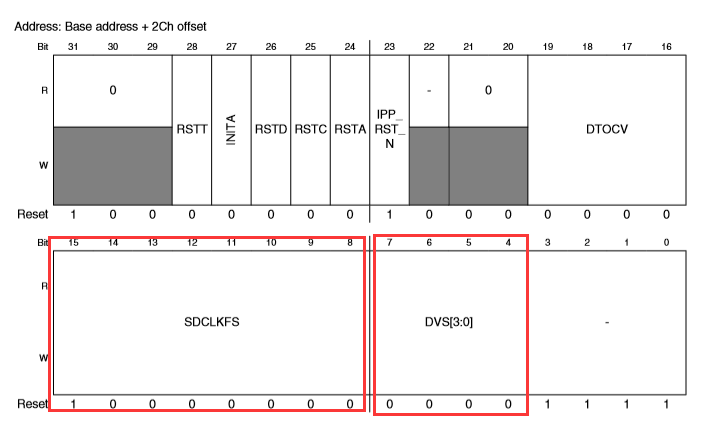 Address: Base address + 2Ch offset
Bit 31 30 29 28 27 26 25 24 23 22 21 20 19 18 17 16
R 0 RSTT INITA RSTD RSTC RSTA IPP_RST_N - 0 DTOCV
W
Reset 1 0 0 0 0 0 0 0 1 0 0 0 0 0 0 0
Bit 15 14 13 12 11 10 9 8 7 6 5 4 3 2 1 0
R
SDCLKFS DVS[3:0] -
W
Reset 1 0 0 0 0 0 0 0 0 0 0 0 1 1 1 1